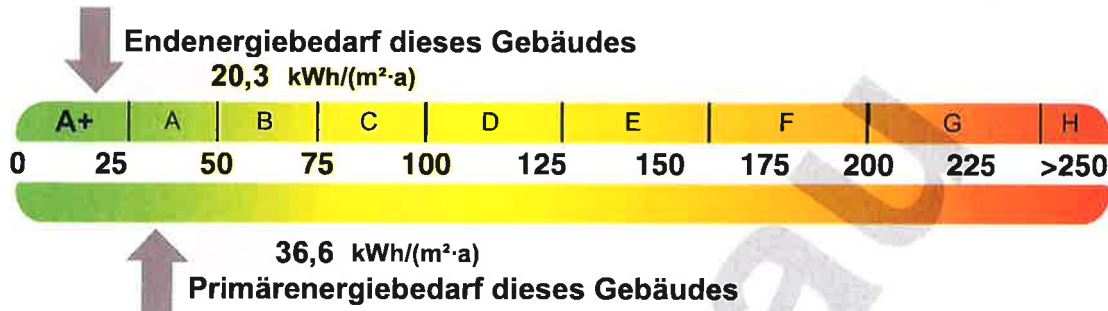 Endenergiebedarf dieses Gebäudes
20,3 kWh/(m²·a)
A+ A B C D E F G H
0 25 50 75 100 125 150 175 200 225 >250
36,6 kWh/(m²·a)
Primärenergiebedarf dieses Gebäudes